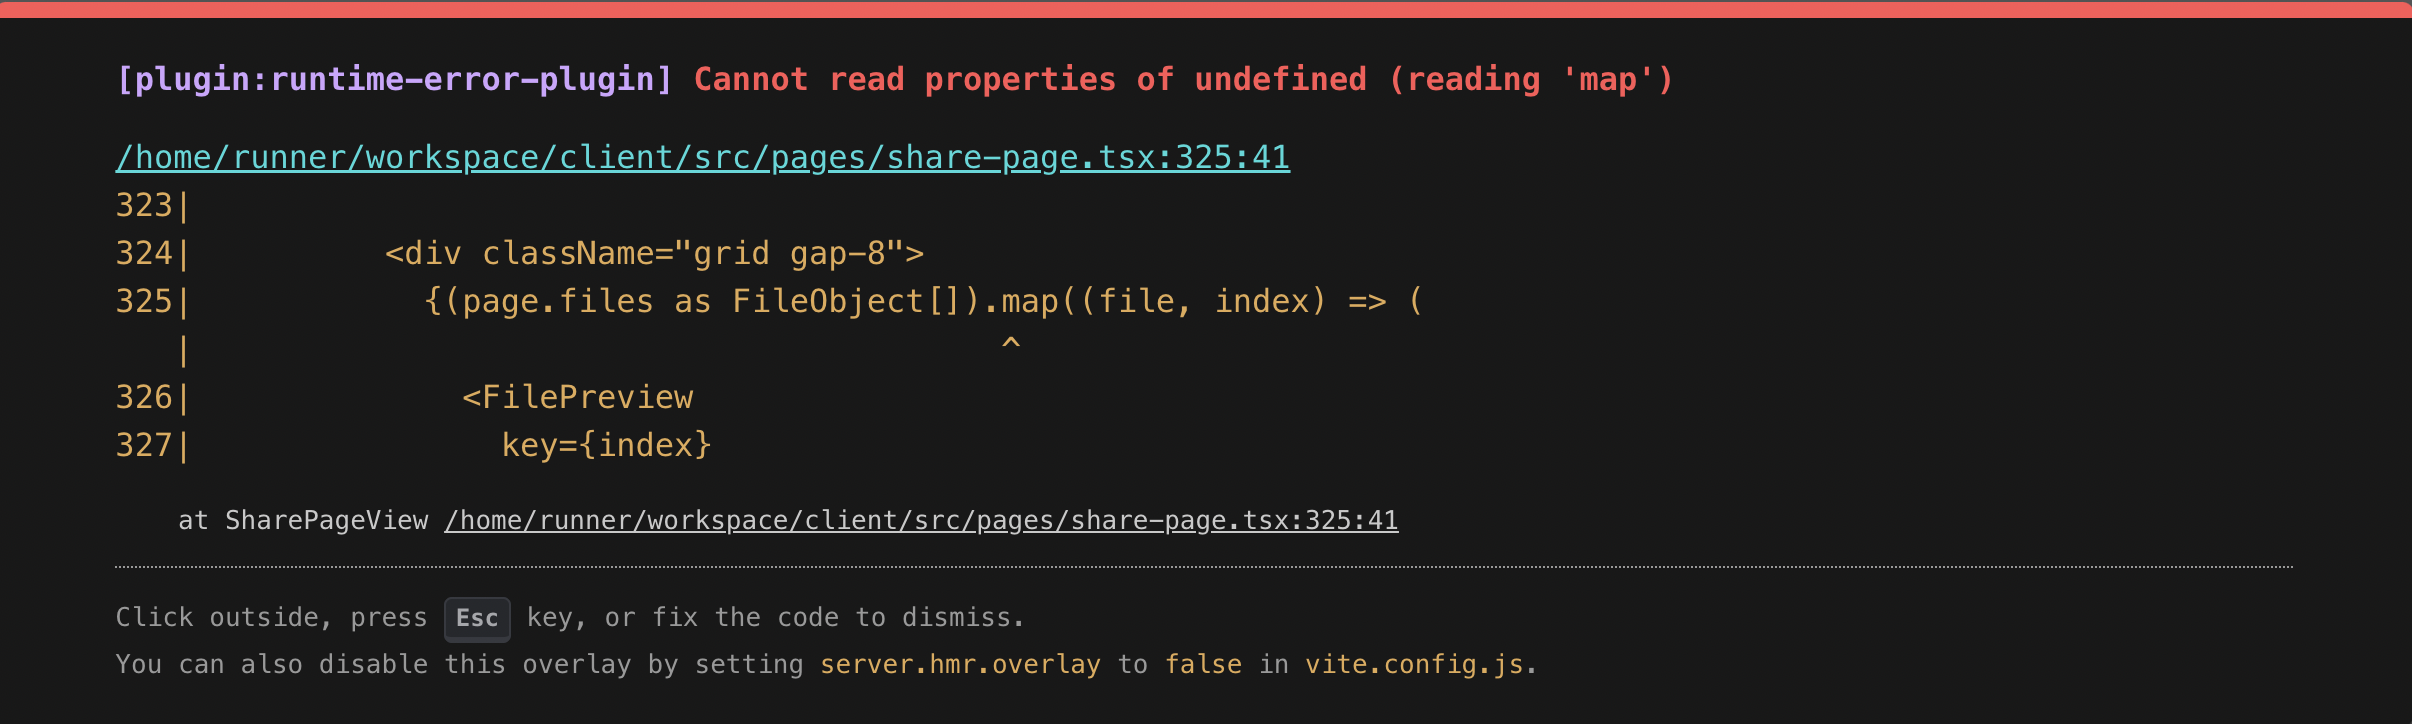 [plugin:runtime-error-plugin] Cannot read properties of undefined (reading 'map')
/home/runner/workspace/client/src/pages/share-page.tsx:325:41
323|
324|          <div className="grid gap-8">
325|            {(page.files as FileObject[]).map((file, index) => (
   |                                          ^
326|              <FilePreview
327|                key={index}
at SharePageView /home/runner/workspace/client/src/pages/share-page.tsx:325:41
Click outside, press Esc key, or fix the code to dismiss.
You can also disable this overlay by setting server.hmr.overlay to false in vite.config.js.